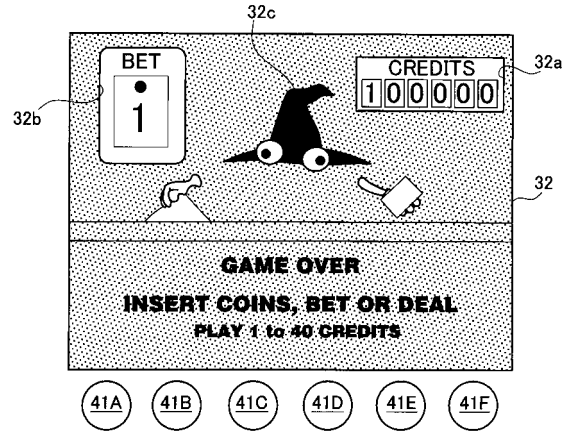 32c
BET
1
32b
CREDITS
100000
32a
32
GAME OVER
INSERT COINS, BET OR DEAL
PLAY 1 to 40 CREDITS
41A 41B 41C 41D 41E 41F